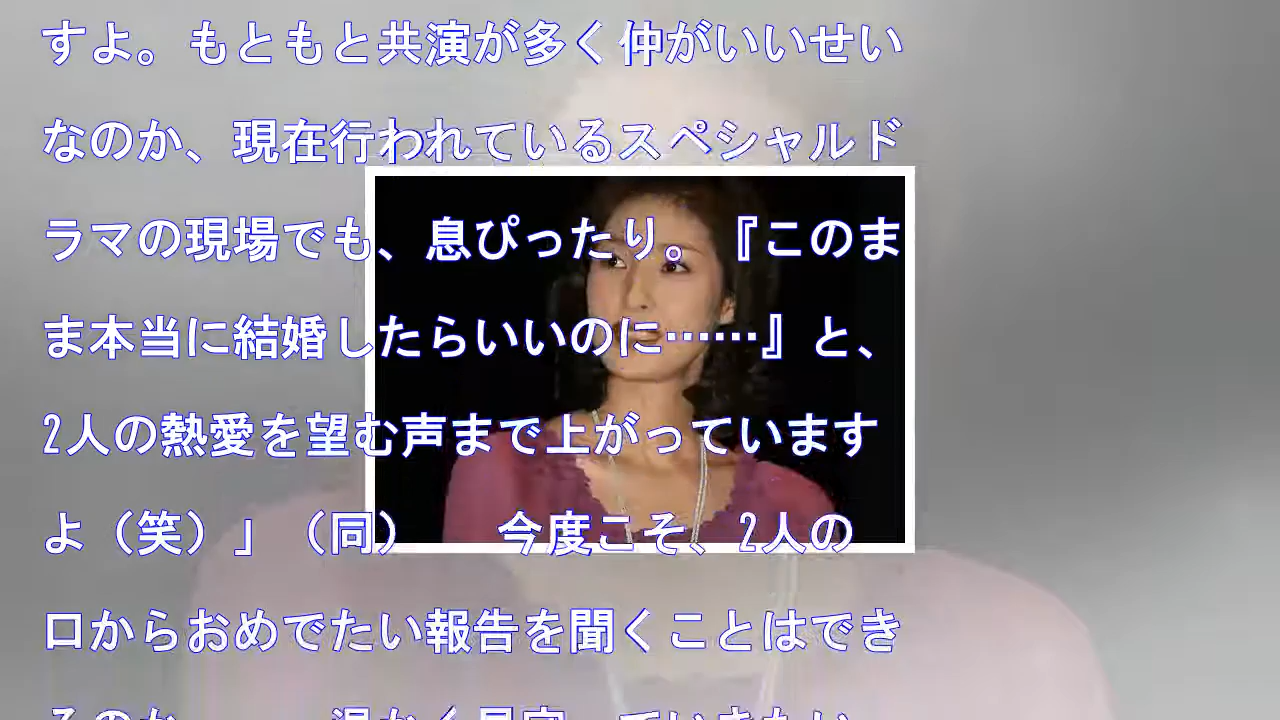 すよ。もともと共演が多く仲がいいせい
なのか、現在行われているスペシャルド
ラマの現場でも、息ぴったり。『このま
ま本当に結婚したらいいのに……』と、
2人の熱愛を望む声まで上がっています
よ（笑）」（同）　　今度こそ、2人の
口からおめでたい報告を聞くことはでき